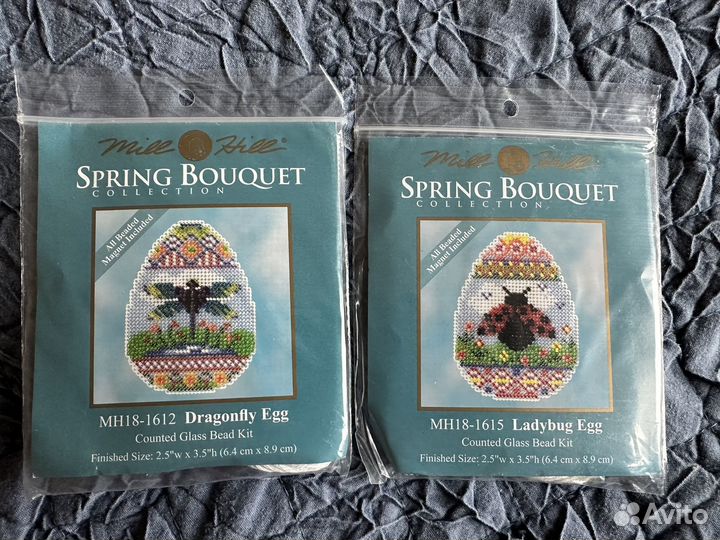 Mill Hill®
SPRING BOUQUET
COLLECTION
All Beaded
Magnet Included
MH18-1612 Dragonfly Egg
Counted Glass Bead Kit
Finished Size: 2.5"w x 3.5"h (6.4 cm x 8.9 cm)
Mill Hill®
SPRING BOUQUET
COLLECTION
All Beaded
Magnet Included
MH18-1615 Ladybug Egg
Counted Glass Bead Kit
Finished Size: 2.5"w x 3.5"h (6.4 cm x 8.9 cm)
Avito